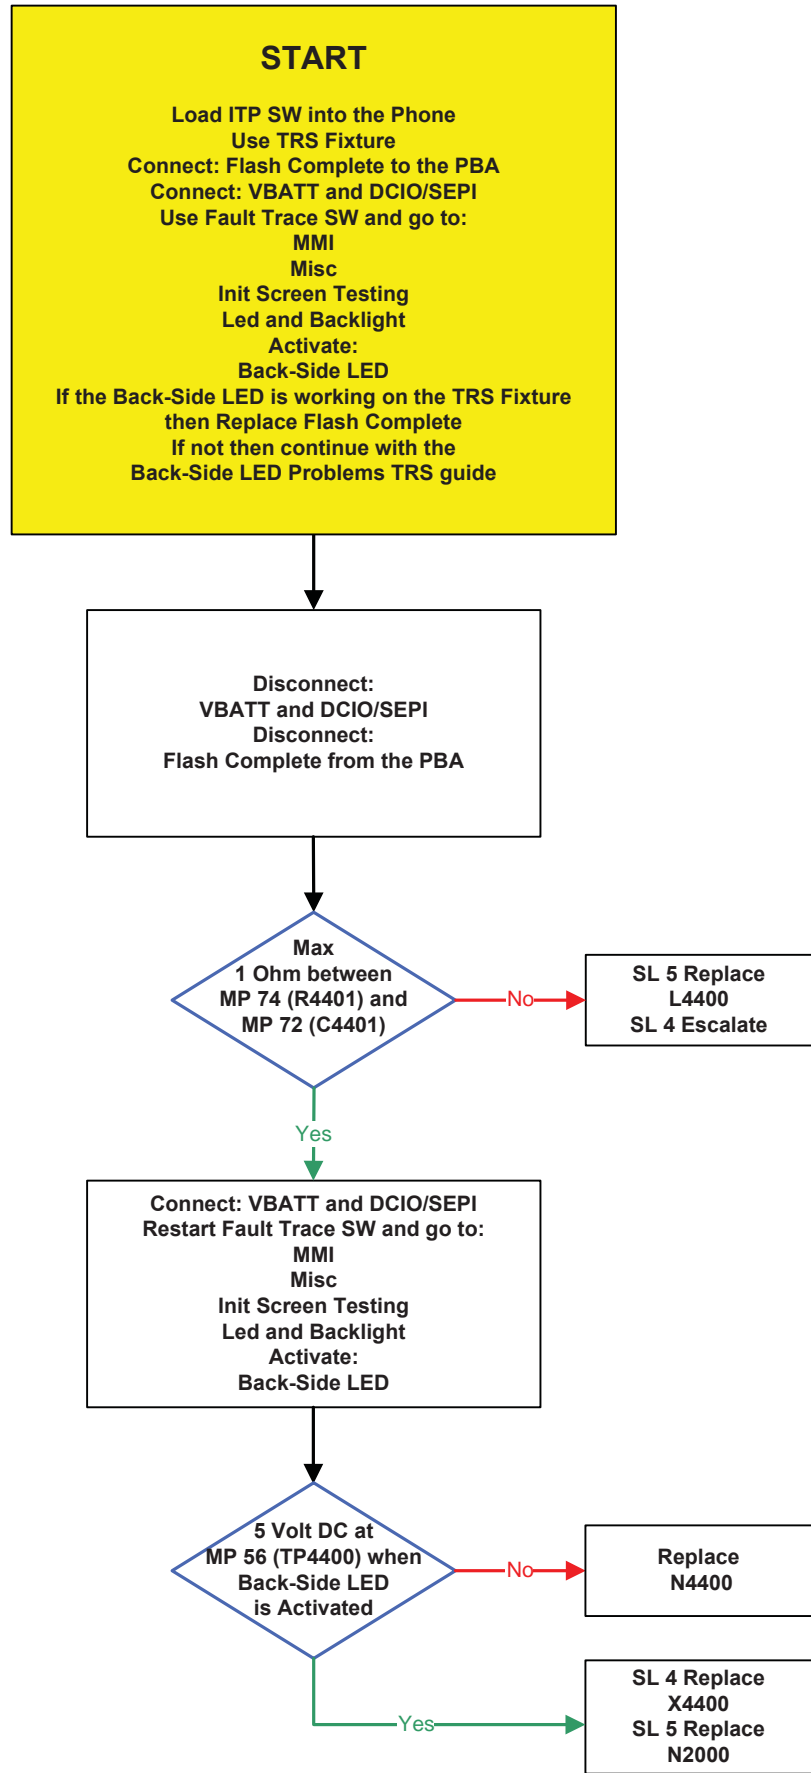 START
Load ITP SW into the Phone
Use TRS Fixture
Connect: Flash Complete to the PBA
Connect: VBATT and DCIO/SEPI
Use Fault Trace SW and go to:
MMI
Misc
Init Screen Testing
Led and Backlight
Activate:
Back-Side LED
If the Back-Side LED is working on the TRS Fixture
then Replace Flash Complete
If not then continue with the
Back-Side LED Problems TRS guide
Disconnect:
VBATT and DCIO/SEPI
Disconnect:
Flash Complete from the PBA
Max
1 Ohm between
MP 74 (R4401) and
MP 72 (C4401)
No
SL 5 Replace
L4400
SL 4 Escalate
Yes
Connect: VBATT and DCIO/SEPI
Restart Fault Trace SW and go to:
MMI
Misc
Init Screen Testing
Led and Backlight
Activate:
Back-Side LED
5 Volt DC at
MP 56 (TP4400) when
Back-Side LED
is Activated
No
Replace
N4400
Yes
SL 4 Replace
X4400
SL 5 Replace
N2000